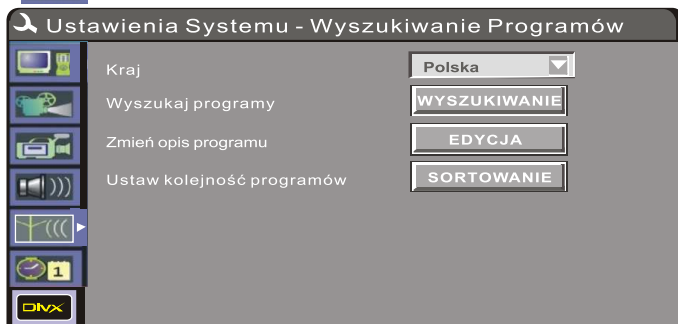 Ustawienia Systemu - Wyszukiwanie Programów
Kraj Polska
Wyszukaj programy WYSZUKIWANIE
Zmień opis programu EDYCJA
Ustaw kolejność programów SORTOWANIE
1
DIVX